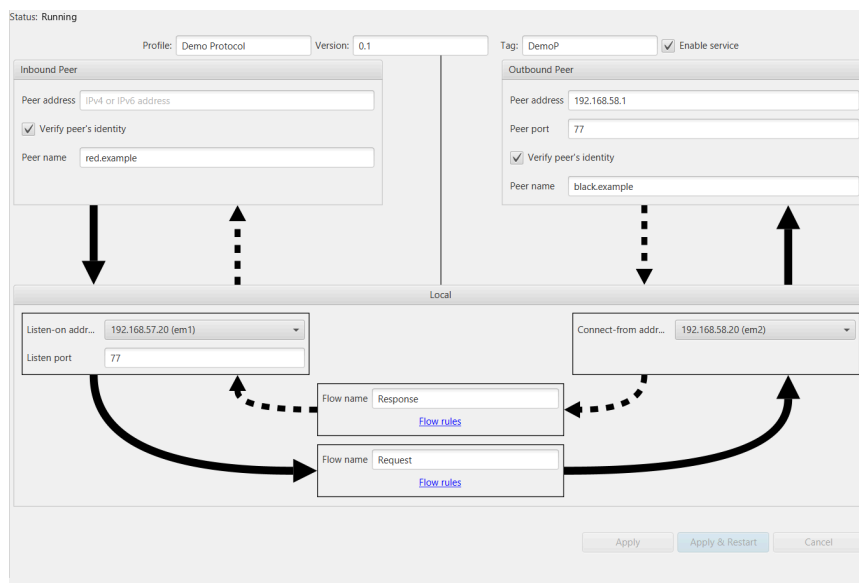 Status: Running
Profile: Demo Protocol Version: 0.1 Tag: DemoP Enable service
Inbound Peer
Peer address IPv4 or IPv6 address
Verify peer's identity
Peer name red.example
Outbound Peer
Peer address 192.168.58.1
Peer port 77
Verify peer's identity
Peer name black.example
Local
Listen-on addr... 192.168.57.20 (em1)
Listen port 77
Connect-from addr... 192.168.58.20 (em2)
Flow name Response
Flow rules
Flow name Request
Flow rules
Apply Apply & Restart Cancel